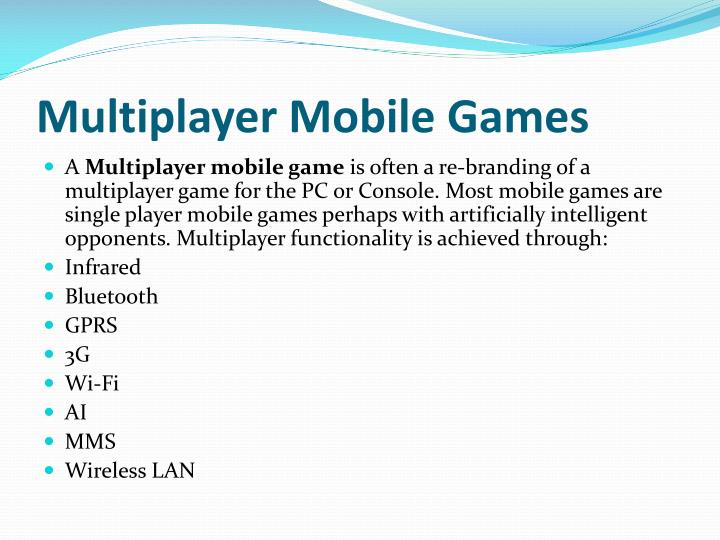 Multiplayer Mobile Games
• A Multiplayer mobile game is often a re-branding of a
multiplayer game for the PC or Console. Most mobile games are
single player mobile games perhaps with artificially intelligent
opponents. Multiplayer functionality is achieved through:
• Infrared
• Bluetooth
• GPRS
• 3G
• Wi-Fi
• AI
• MMS
• Wireless LAN